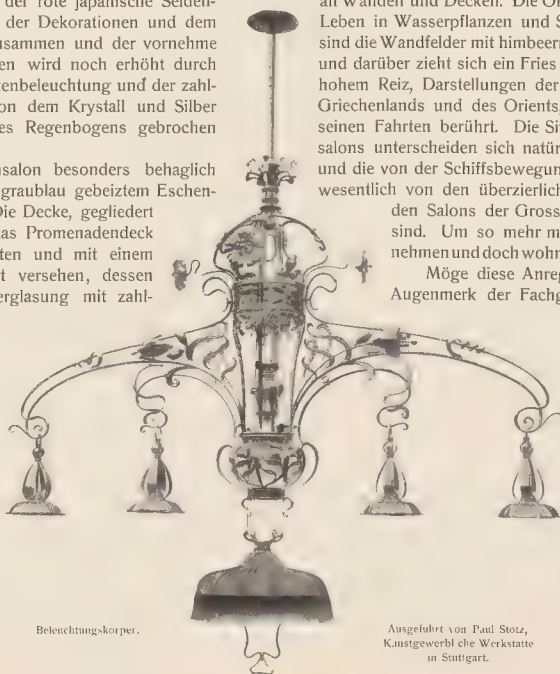 der rote japanische Seiden-
der Dekorationen und dem
usammen und der vornehme
en wird noch erhöht durch
enbeleuchtung und der zahl-
on dem Krystall und Silber
es Regenbogens gebrochen
salon besonders behaglich
graublau gebeiztem Eschen-
Die Decke, gegliedert
as Promenadendeck
ten und mit einem
t versehen, dessen
erglasung mit zahl-
an Wänden und Decken. Die
Leben in Wasserpflanzen und
sind die Wandfelder mit himbeer
und darüber zieht sich ein Fries
hohem Reiz, Darstellungen der
Griechenlands und des Orients,
seinen Fahrten berührt. Die
salons unterscheiden sich natür
und die von der Schiffsbewegun
wesentlich von den überzierlich
den Salons der Gross
sind. Um so mehr m
nehmen und doch wohn
Möge diese Anreg
Augenmerk der Fachg
Beleuchtungskörper.
Ausgeführt von Paul Stotz,
Kunstgewerbliche Werkstätte
in Stuttgart.